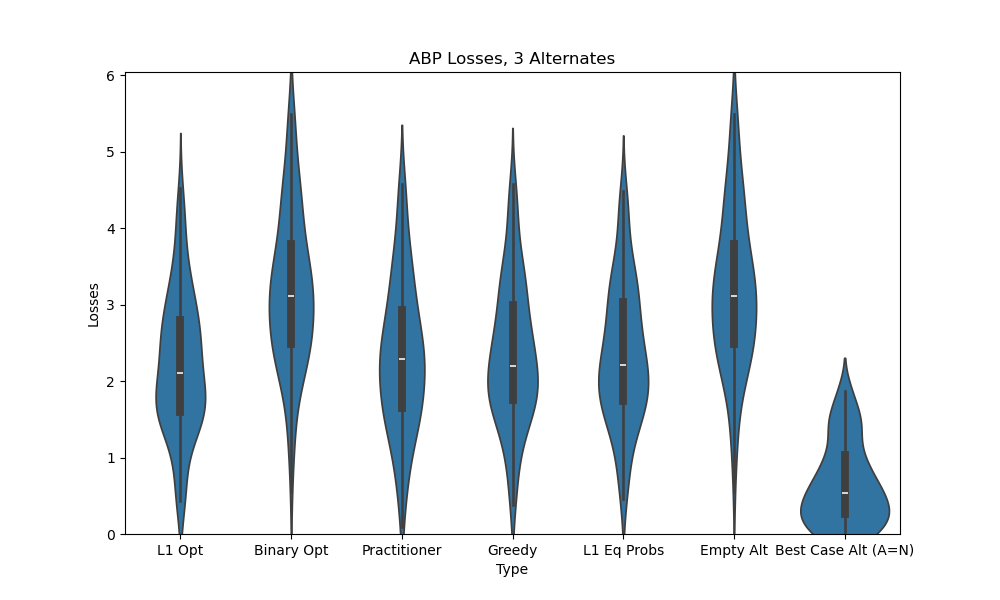 ABP Losses, 3 Alternates
Losses
6
5
4
3
2
1
0
L1 Opt
Binary Opt
Practitioner
Greedy
L1 Eq Probs
Empty Alt
Best Case Alt (A=N)
Type